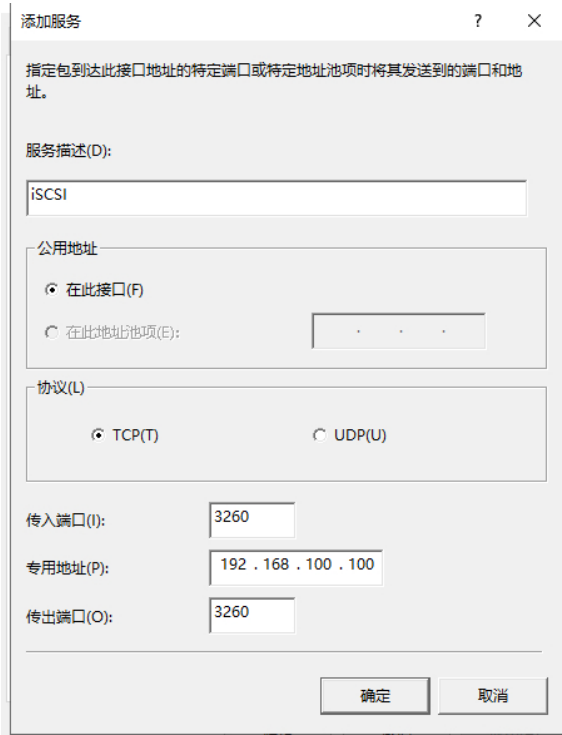 添加服务
?
指定包到达此接口地址的特定端口或特定地址池项时将其发送到的端口和地
址。
服务描述(D):
iSCSI
公用地址
在此接口(F)
在此地址池项(E):
. . .
协议(L)
TCP(T) UDP(U)
传入端口(I): 3260
专用地址(P): 192 . 168 . 100 . 100
传出端口(O): 3260
确定 取消